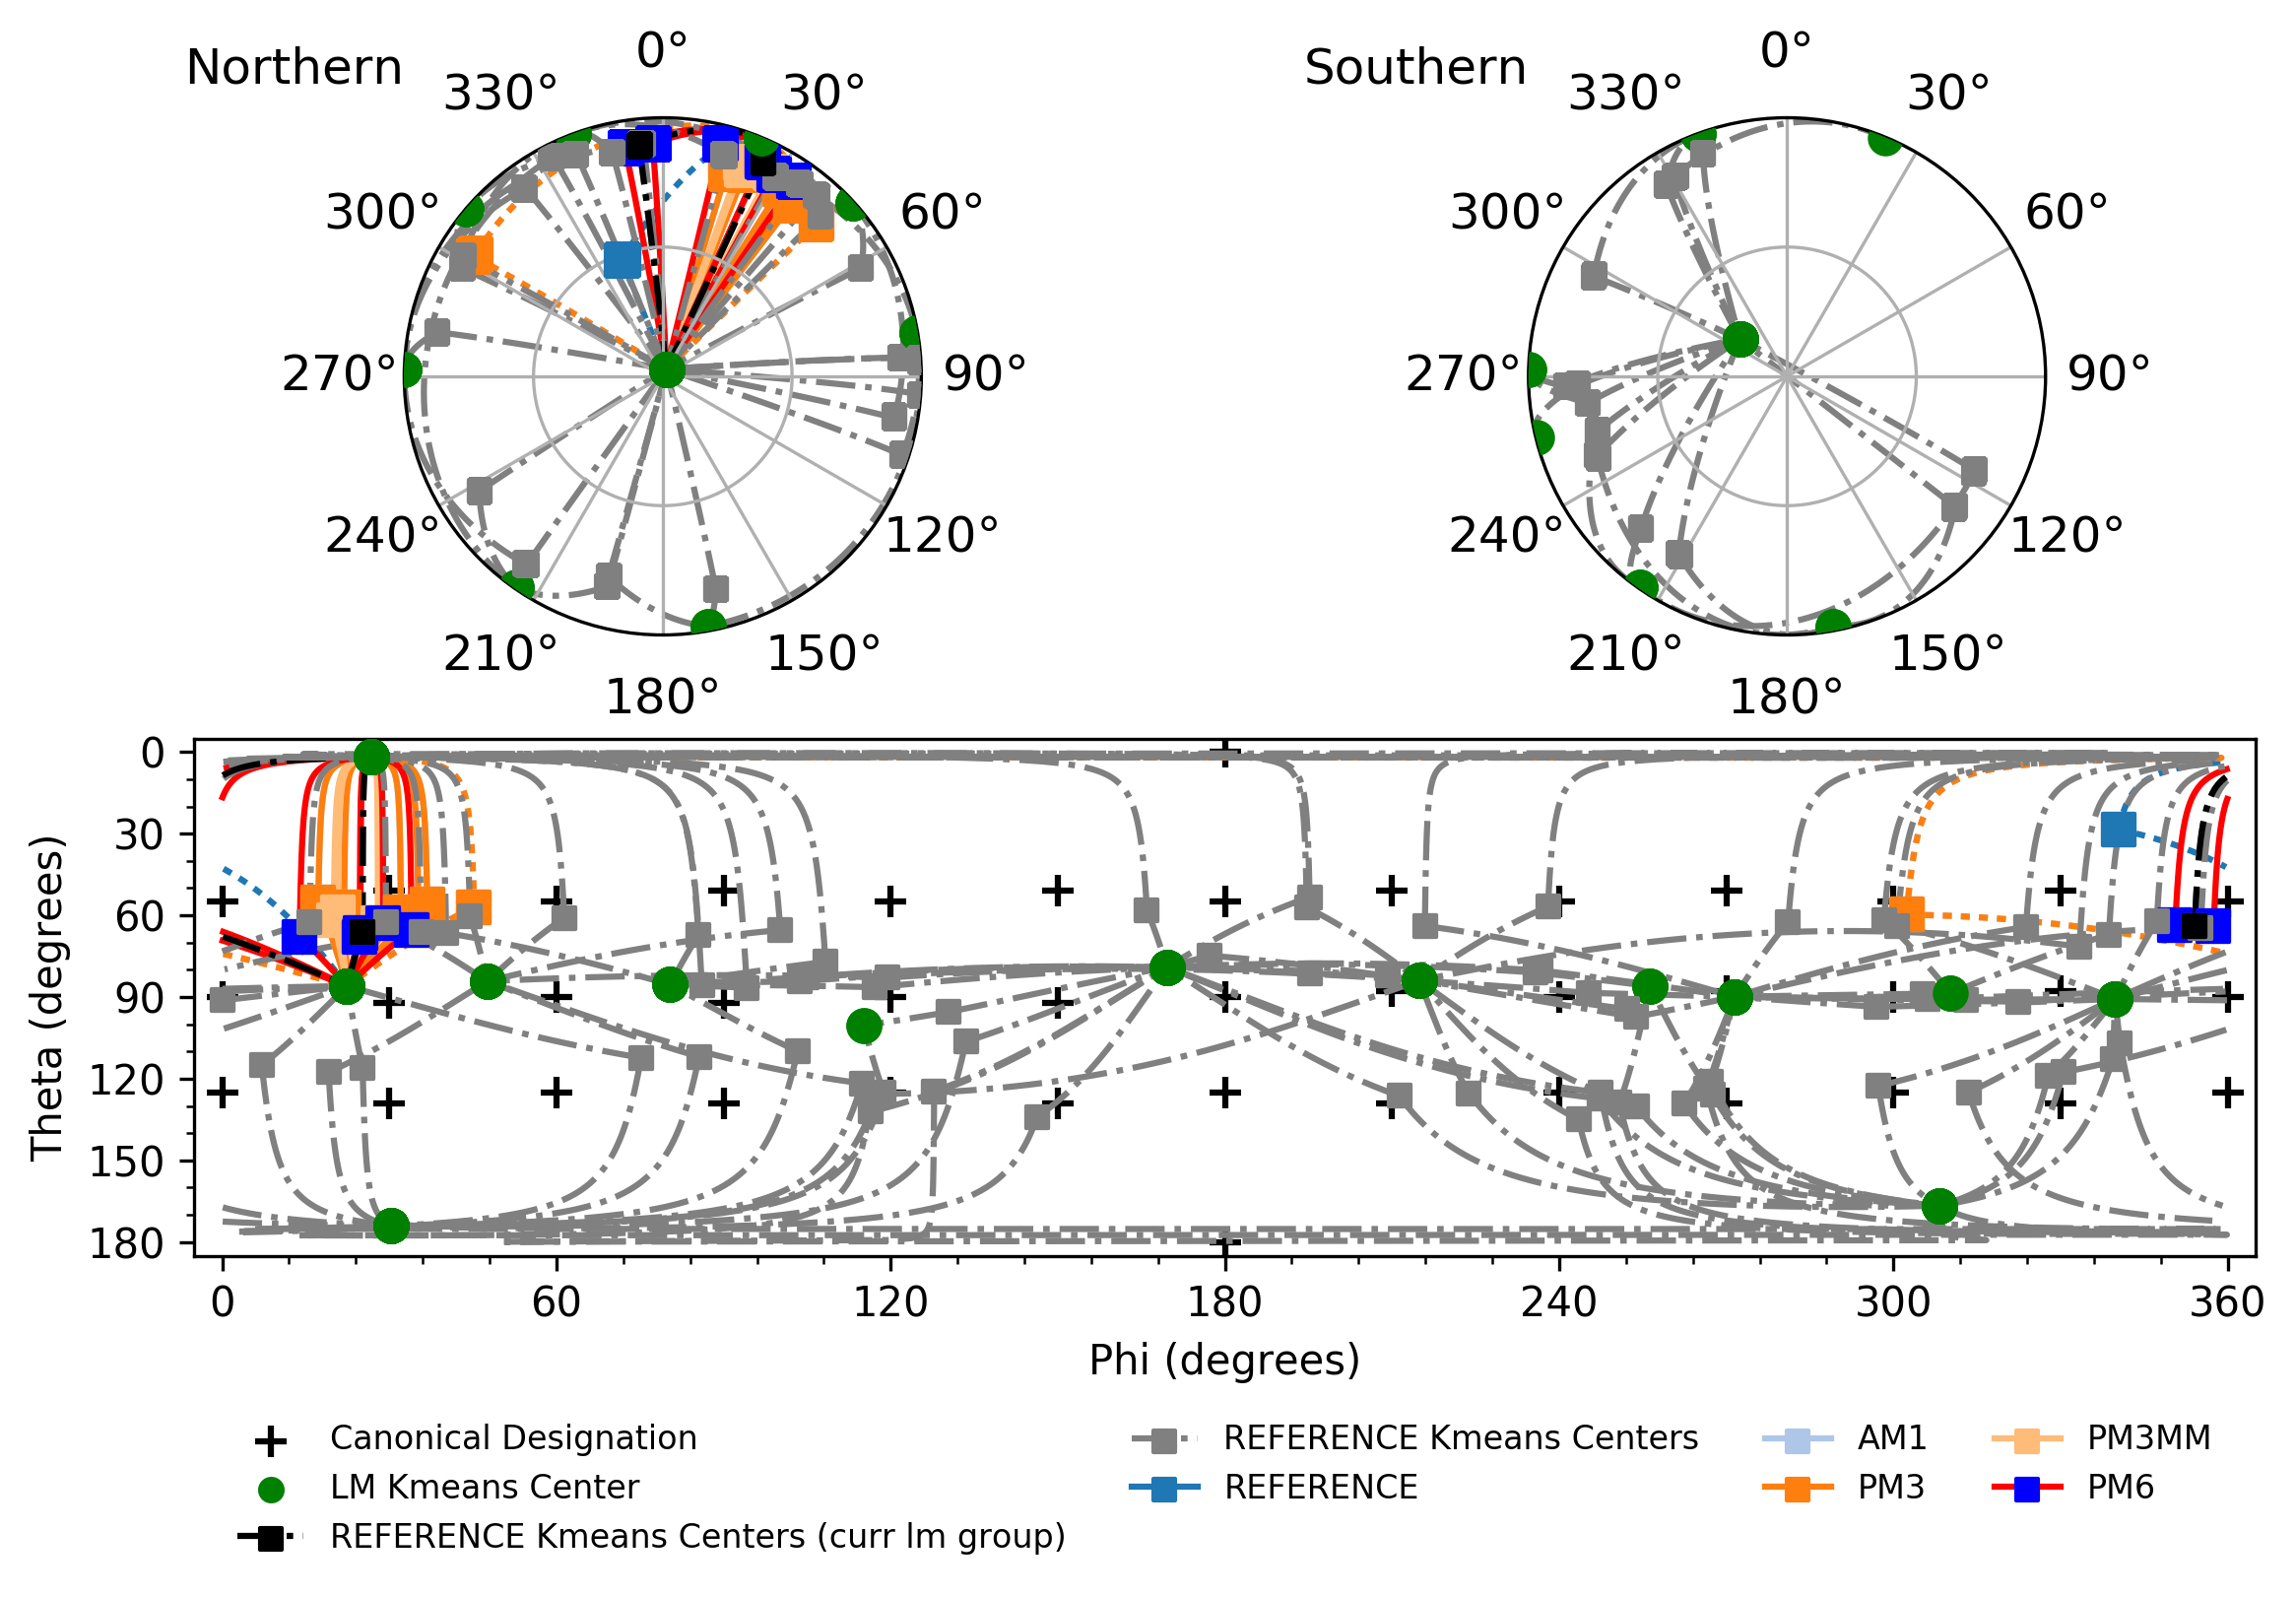 Northern
0°
30°
60°
90°
120°
150°
180°
210°
240°
270°
300°
330°
Southern
0°
30°
60°
90°
120°
150°
180°
210°
240°
270°
300°
330°
Theta (degrees)
0
30
60
90
120
150
180
0
60
120
180
240
300
360
Phi (degrees)
Canonical Designation
LM Kmeans Center
REFERENCE Kmeans Centers (curr lm group)
REFERENCE Kmeans Centers
REFERENCE
AM1
PM3
PM3MM
PM6